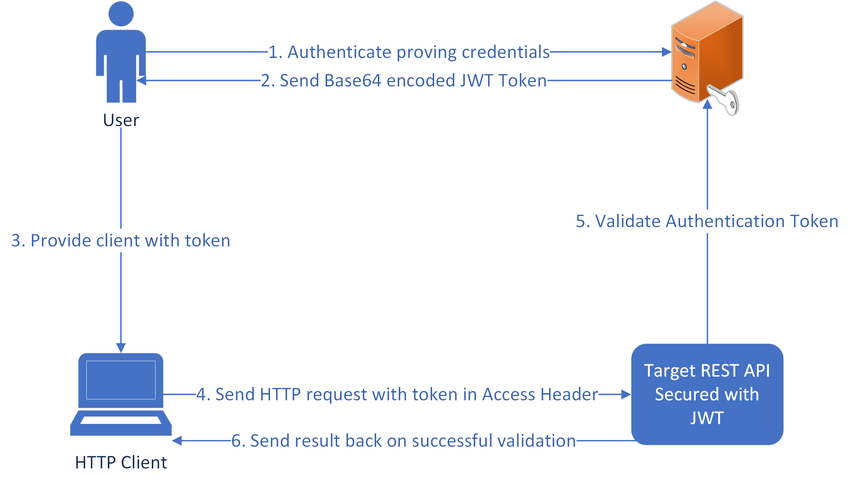 1. Authenticate proving credentials
2. Send Base64 encoded JWT Token
User
5. Validate Authentication Token
3. Provide client with token
Target REST API
Secured with
JWT
4. Send HTTP request with token in Access Header
6. Send result back on successful validation
HTTP Client